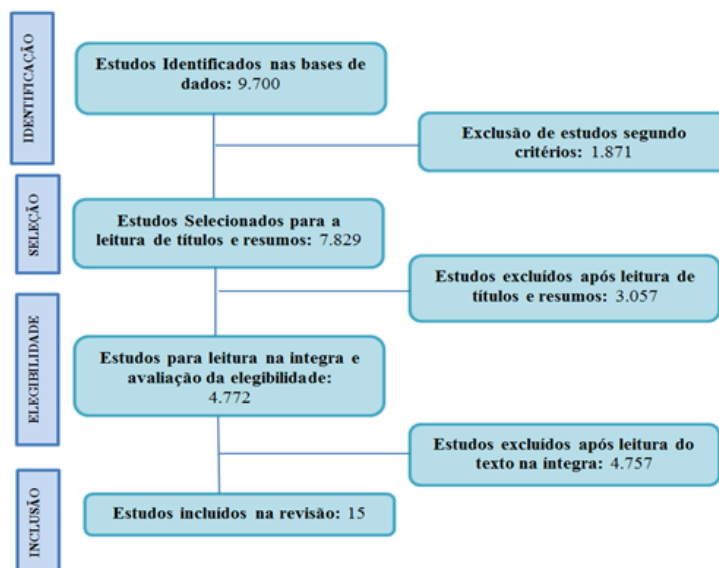 IDENTIFICAÇÃO
Estudos Identificados nas bases de
dados: 9.700
Exclusão de estudos segundo
critérios: 1.871
SELEÇÃO
Estudos Selecionados para a
leitura de títulos e resumos: 7.829
Estudos excluídos após leitura de
títulos e resumos: 3.057
ELEGIBILIDADE
Estudos para leitura na integra e
avaliação da elegibilidade:
4.772
Estudos excluídos após leitura do
texto na íntegra: 4.757
INCLUSÃO
Estudos incluídos na revisão: 15